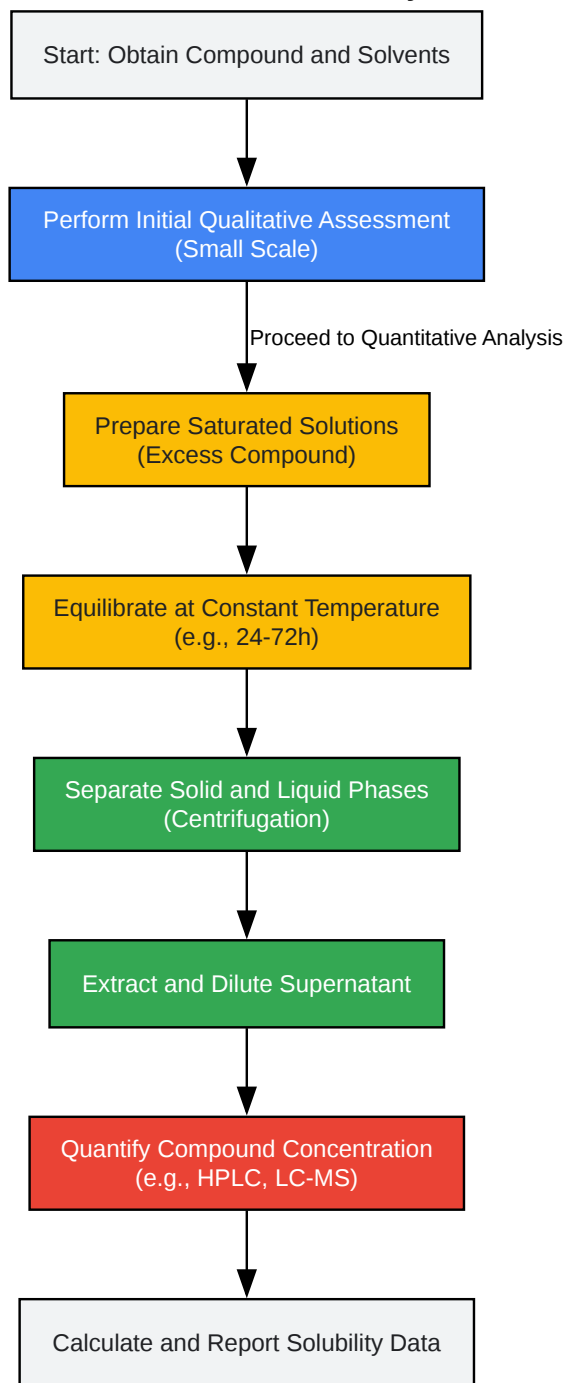 Start: Obtain Compound and Solvents
Perform Initial Qualitative Assessment
(Small Scale)
Proceed to Quantitative Analysis
Prepare Saturated Solutions
(Excess Compound)
Equilibrate at Constant Temperature
(e.g., 24-72h)
Separate Solid and Liquid Phases
(Centrifugation)
Extract and Dilute Supernatant
Quantify Compound Concentration
(e.g., HPLC, LC-MS)
Calculate and Report Solubility Data